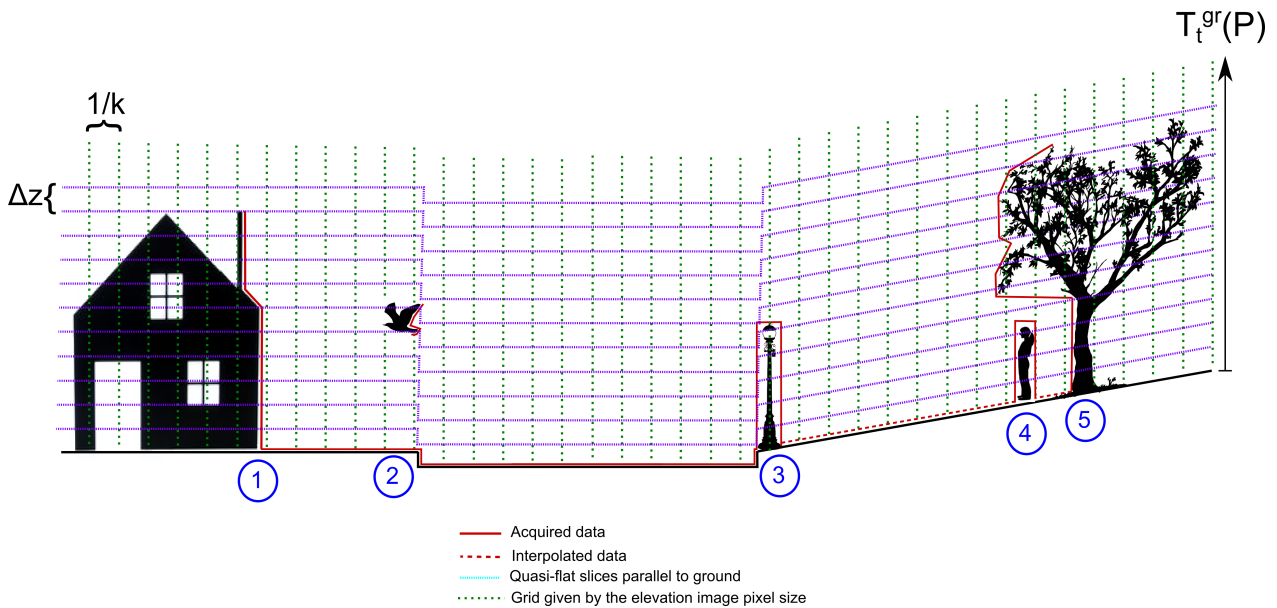 T_t^gr(P)
1/k
Δz{
1
2
3
4
5
Acquired data
Interpolated data
Quasi-flat slices parallel to ground
Grid given by the elevation image pixel size